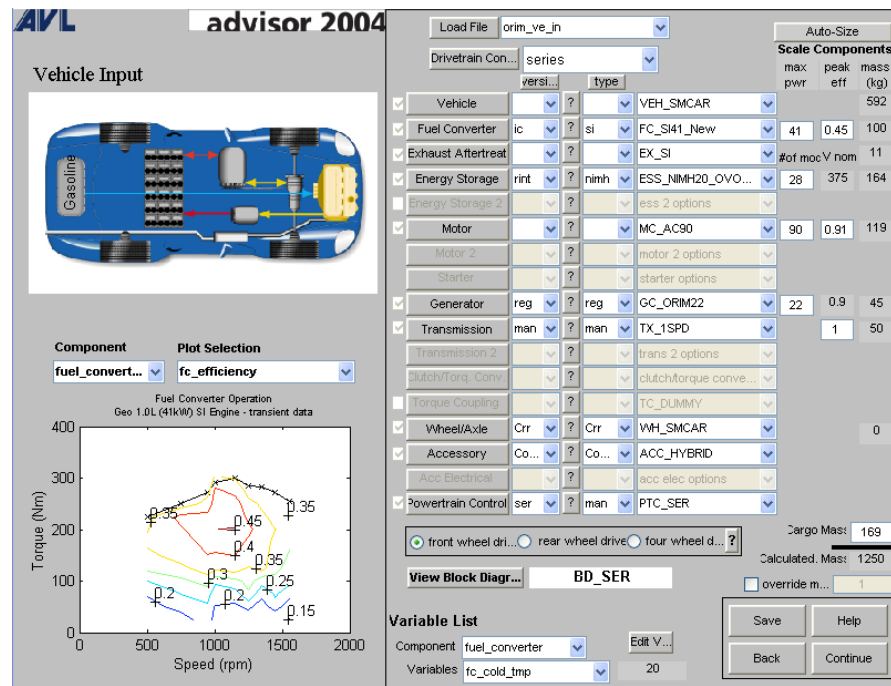 AVL advisor 2004
Vehicle Input
Gasoline
Component Plot Selection
fuel_convert... fc_efficiency
Fuel Converter Operation
Geo 1.0L (41kW) SI Engine - transient data
400
300
200
100
0
Torque (Nm)
0.35 0.35
0.45
0.4
0.35
0.3 0.25
0.2 0.2 0.15
0 500 1000 1500 2000
Speed (rpm)
Load File orim_ve_in
Drivetrain Con... series
Auto-Size
Scale Components
versi... type max pwr peak eff mass (kg)
Vehicle ? VEH_SMCAR 592
Fuel Converter ic ? si FC_SI41_New 41 0.45 100
Exhaust Aftertreat ? EX_SI #of moc V nom 11
Energy Storage rint ? nimh ESS_NIMH20_OVO... 28 375 164
Energy Storage 2 ? ess 2 options
Motor ? MC_AC90 90 0.91 119
Motor 2 ? motor 2 options
Starter ? starter options
Generator reg ? reg GC_ORIM22 22 0.9 45
Transmission man ? man TX_1SPD 1 50
Transmission 2 ? trans 2 options
Clutch/Torq. Conv. ? clutch/torque conve...
Torque Coupling ? TC_DUMMY
Wheel/Axle Crr ? Crr WH_SMCAR 0
Accessory Co... ? Co... ACC_HYBRID
Acc Electrical ? acc elec options
Powertrain Control ser ? man PTC_SER
front wheel dri... rear wheel drive four wheel d... ?
Cargo Mass 169
Calculated. Mass 1250
View Block Diagr... BD_SER
override m... 1
Variable List
Component fuel_converter Edit V...
Variables fc_cold_tmp 20
Save Help
Back Continue